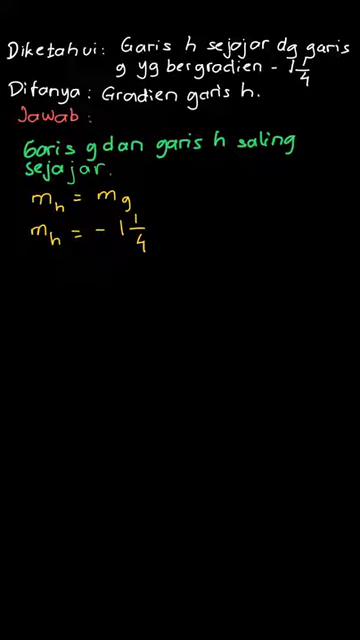 Diketahui: Garis h sejajar dg garis
g yg bergradien - 1 1/4
Ditanya: Gradien garis h.
Jawab:
Garis g dan garis h saling
sejajar.
m_h = m_g
m_h = - 1 1/4